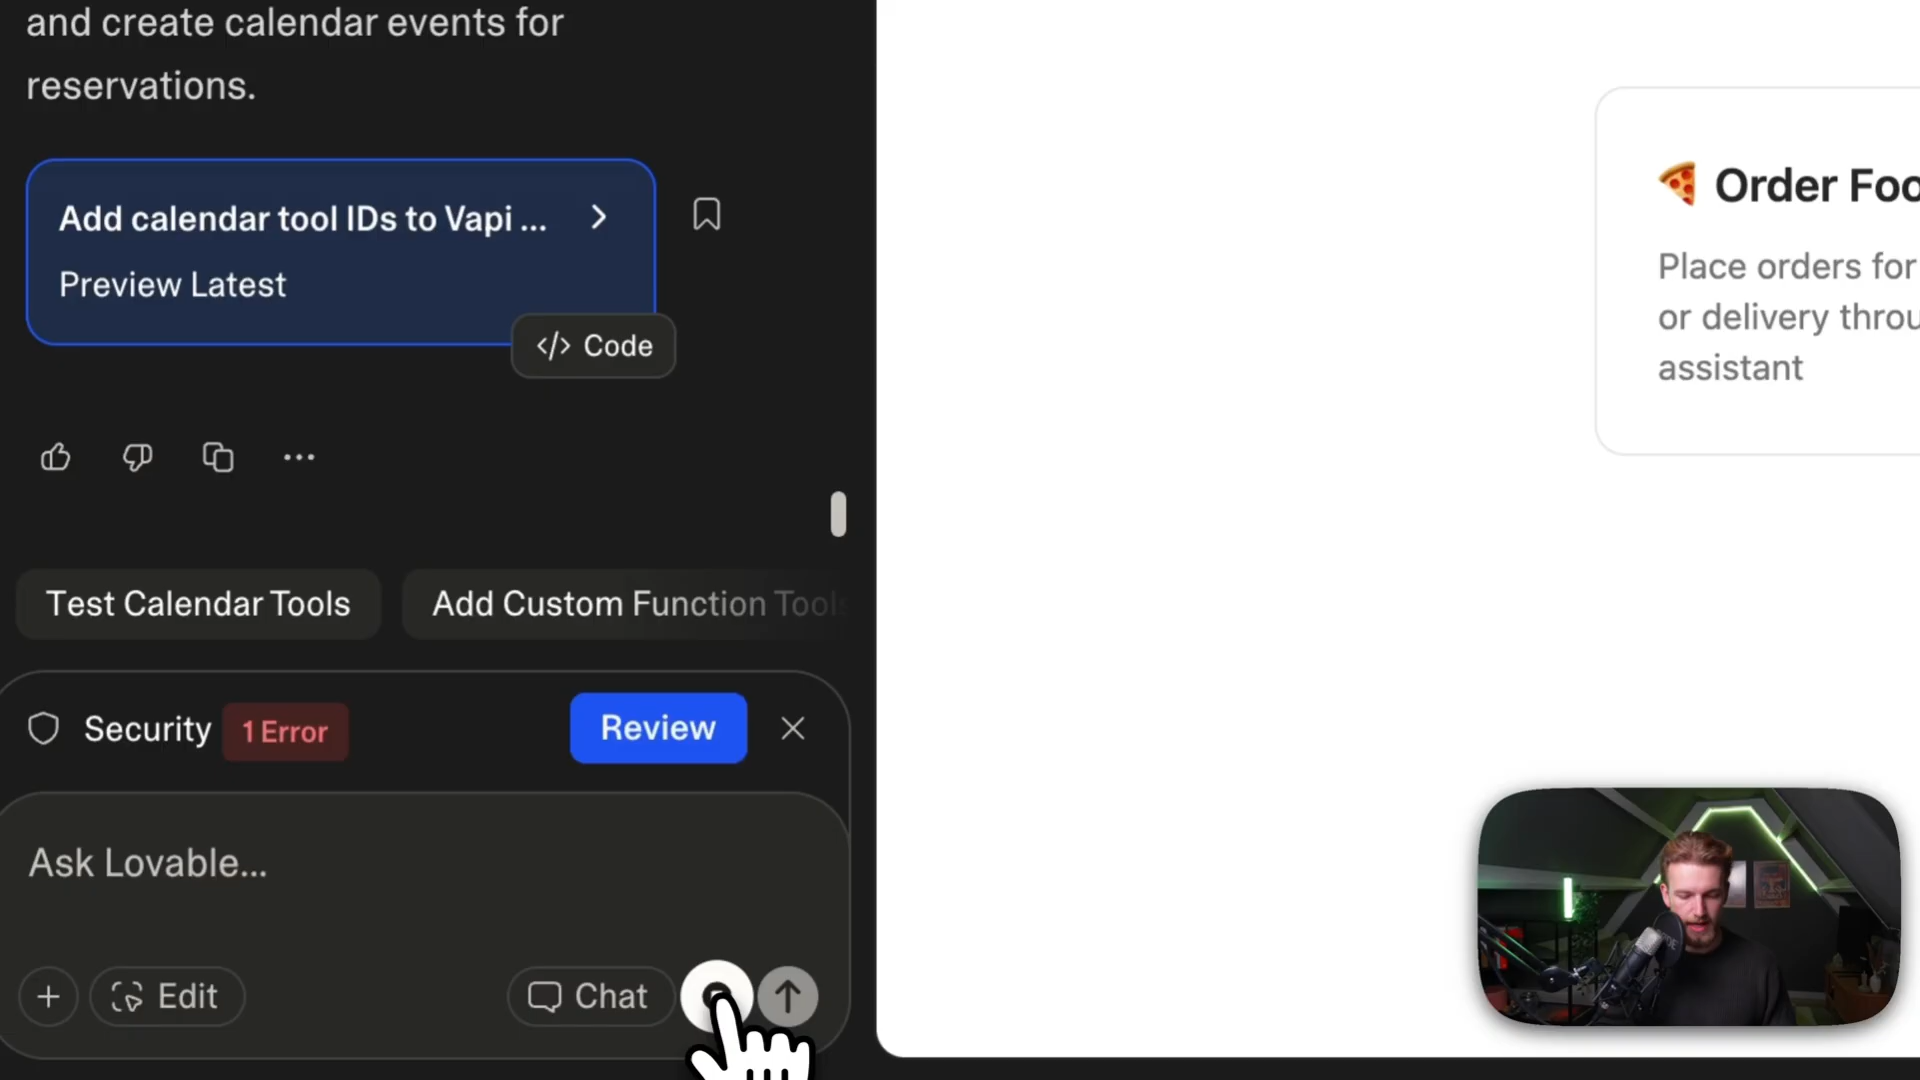 and create calendar events for
reservations.
Add calendar tool IDs to Vapi ...
Preview Latest
</> Code
Test Calendar Tools
Add Custom Function Tools
Security
1 Error
Review
Ask Lovable...
Edit
Chat
Order Foo
Place orders for
or delivery throu
assistant